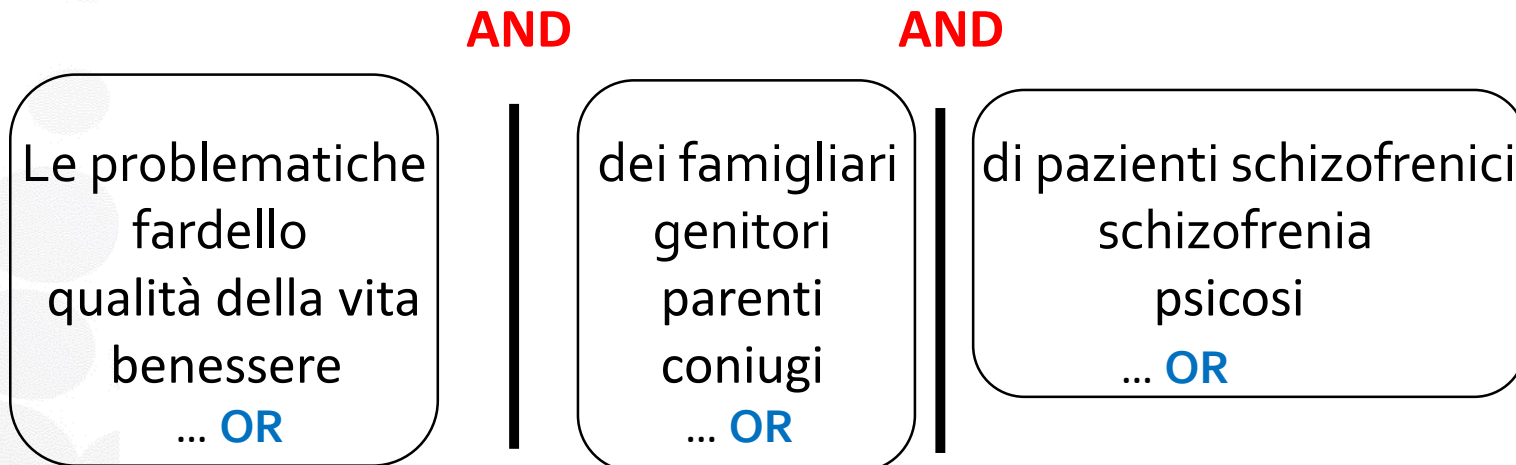 AND AND
Le problematiche
fardello
qualità della vita
benessere
... OR
dei famigliari
genitori
parenti
coniugi
... OR
di pazienti schizofrenici
schizofrenia
psicosi
... OR